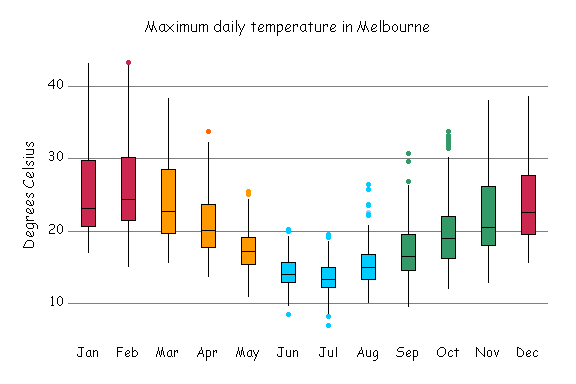 Maximum daily temperature in Melbourne
Degrees Celsius
40
30
20
10
Jan Feb Mar Apr May Jun Jul Aug Sep Oct Nov Dec